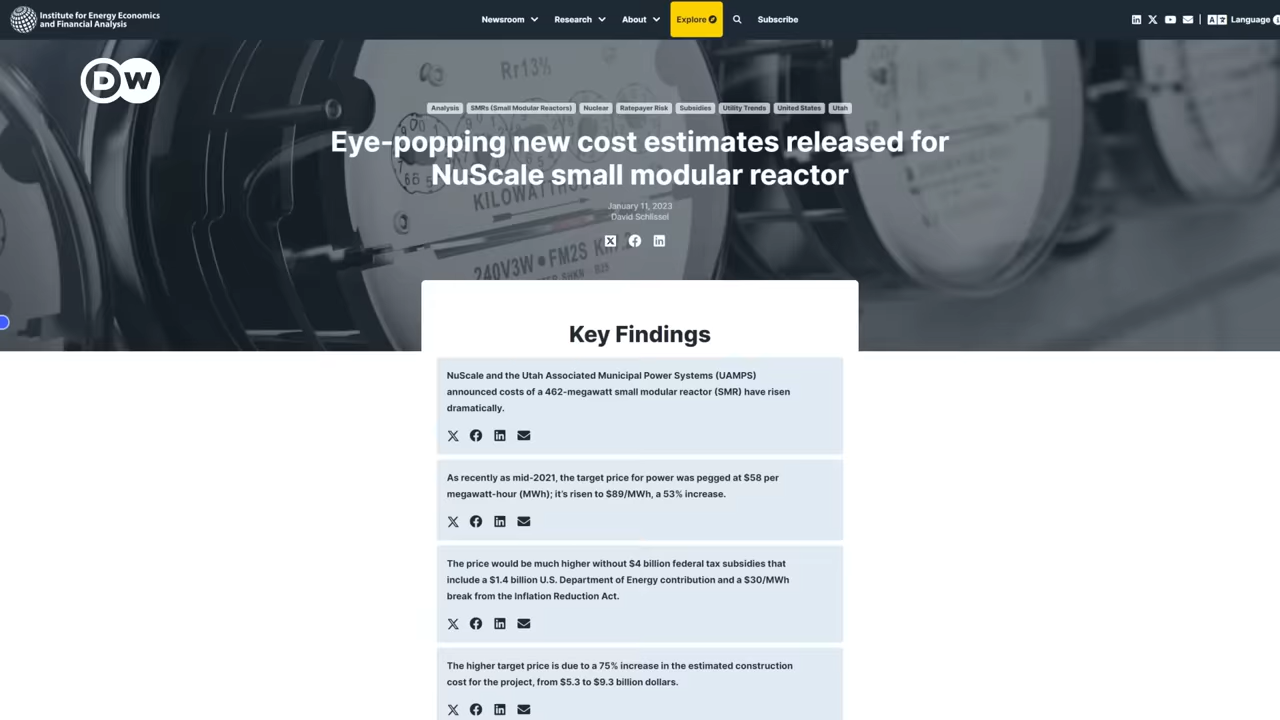 Institute for Energy Economics
and Financial Analysis
Newsroom
Research
About
Explore
Subscribe
Language
DW
Rr13⅞
Analysis
SMRs (Small Modular Reactors)
Nuclear
Ratepayer Risk
Subsidies
Utility Trends
United States
Utah
Eye-popping new cost estimates released for
NuScale small modular reactor
KILOWATTHOUR
January 11, 2023
David Schlissel
240V3W FM2S
Key Findings
NuScale and the Utah Associated Municipal Power Systems (UAMPS)
announced costs of a 462-megawatt small modular reactor (SMR) have risen
dramatically.
As recently as mid-2021, the target price for power was pegged at $58 per
megawatt-hour (MWh); it's risen to $89/MWh, a 53% increase.
The price would be much higher without $4 billion federal tax subsidies that
include a $1.4 billion U.S. Department of Energy contribution and a $30/MWh
break from the Inflation Reduction Act.
The higher target price is due to a 75% increase in the estimated construction
cost for the project, from $5.3 to $9.3 billion dollars.